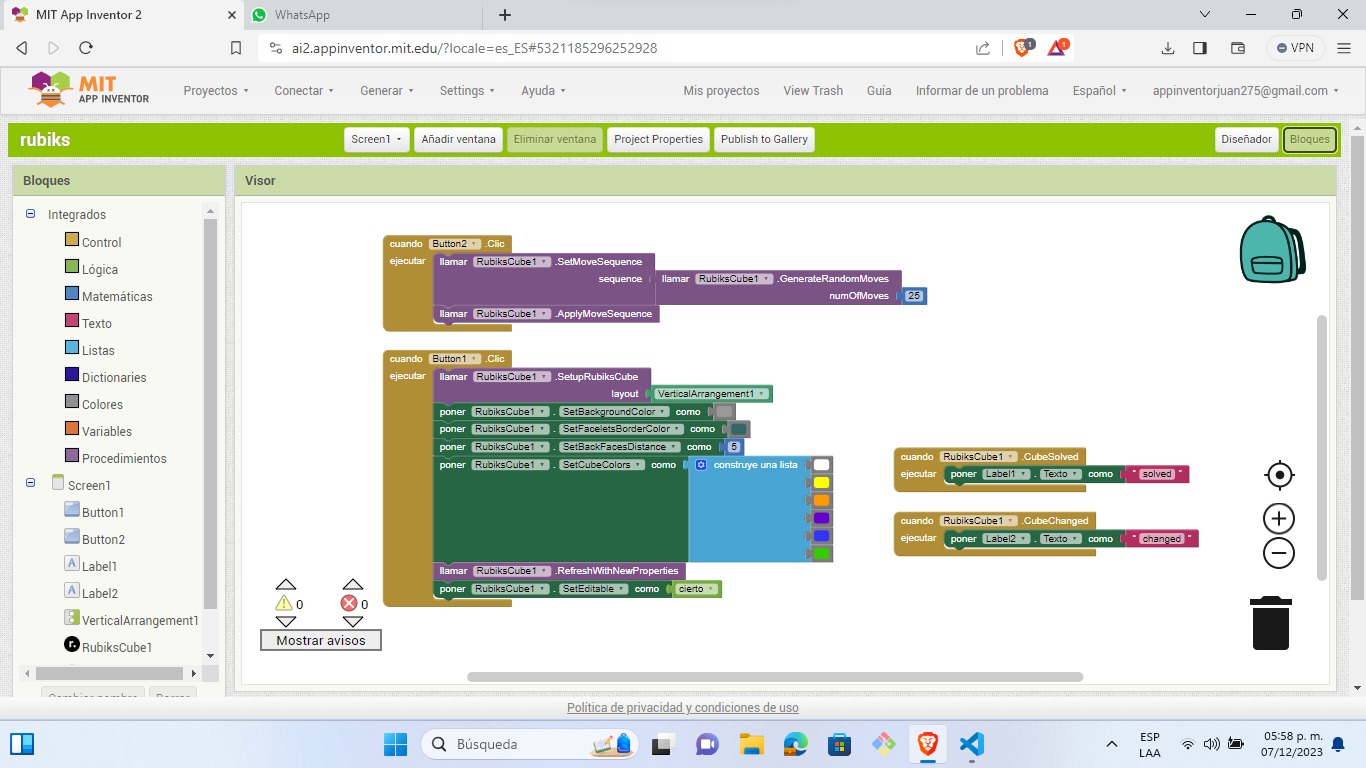 MIT App Inventor 2
WhatsApp
ai2.appinventor.mit.edu/?locale=es_ES#5321185296252928
1
1
VPN
MIT
APP INVENTOR
Proyectos
Conectar
Generar
Settings
Ayuda
Mis proyectos
View Trash
Guía
Informar de un problema
Español
appinventorjuan275@gmail.com
rubiks
Screen1
Añadir ventana
Eliminar ventana
Project Properties
Publish to Gallery
Diseñador
Bloques
Bloques
Integrados
Control
Lógica
Matemáticas
Texto
Listas
Dictionaries
Colores
Variables
Procedimientos
Screen1
Button1
Button2
A Label1
A Label2
VerticalArrangement1
r. RubiksCube1
Cambiar nombre
Borrar
Visor
cuando Button2 .Clic
ejecutar llamar RubiksCube1 .SetMoveSequence
sequence llamar RubiksCube1 .GenerateRandomMoves
numOfMoves 25
llamar RubiksCube1 .ApplyMoveSequence
cuando Button1 .Clic
ejecutar llamar RubiksCube1 .SetupRubiksCube
layout VerticalArrangement1
poner RubiksCube1 . SetBackgroundColor como
poner RubiksCube1 . SetFaceletsBorderColor como
poner RubiksCube1 . SetBackFacesDistance como 5
poner RubiksCube1 . SetCubeColors como construye una lista
llamar RubiksCube1 .RefreshWithNewProperties
poner RubiksCube1 . SetEditable como cierto
cuando RubiksCube1 .CubeSolved
ejecutar poner Label1 . Texto como " solved "
cuando RubiksCube1 .CubeChanged
ejecutar poner Label2 . Texto como " changed "
0
0
Mostrar avisos
Política de privacidad y condiciones de uso
Búsqueda
ESP
LAA
05:58 p. m.
07/12/2023